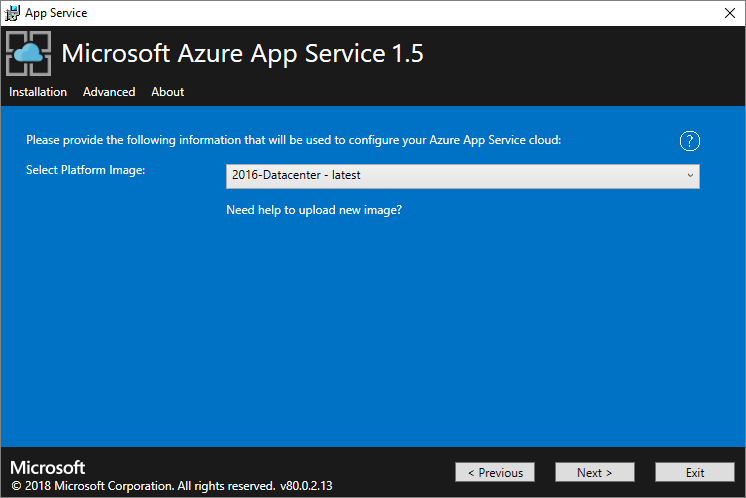 App Service
Microsoft Azure App Service 1.5
Installation Advanced About
Please provide the following information that will be used to configure your Azure App Service cloud:
?
Select Platform Image:
2016-Datacenter - latest
Need help to upload new image?
Microsoft
© 2018 Microsoft Corporation. All rights reserved. v80.0.2.13
< Previous
Next >
Exit